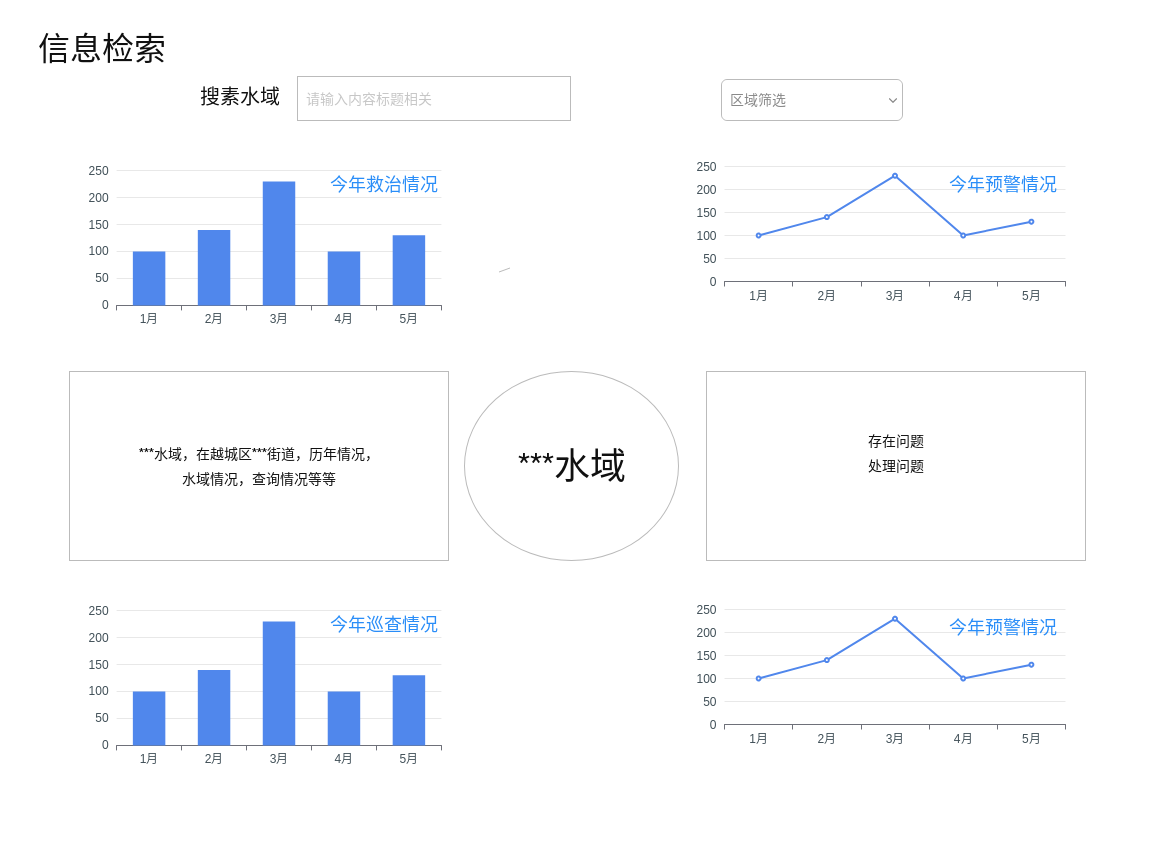 信息检索
搜素水域
请输入内容标题相关
区域筛选
今年救治情况
250
200
150
100
50
0
1月 2月 3月 4月 5月
今年预警情况
250
200
150
100
50
0
1月 2月 3月 4月 5月
***水域，在越城区***街道，历年情况，
水域情况，查询情况等等
***水域
存在问题
处理问题
今年巡查情况
250
200
150
100
50
0
1月 2月 3月 4月 5月
今年预警情况
250
200
150
100
50
0
1月 2月 3月 4月 5月